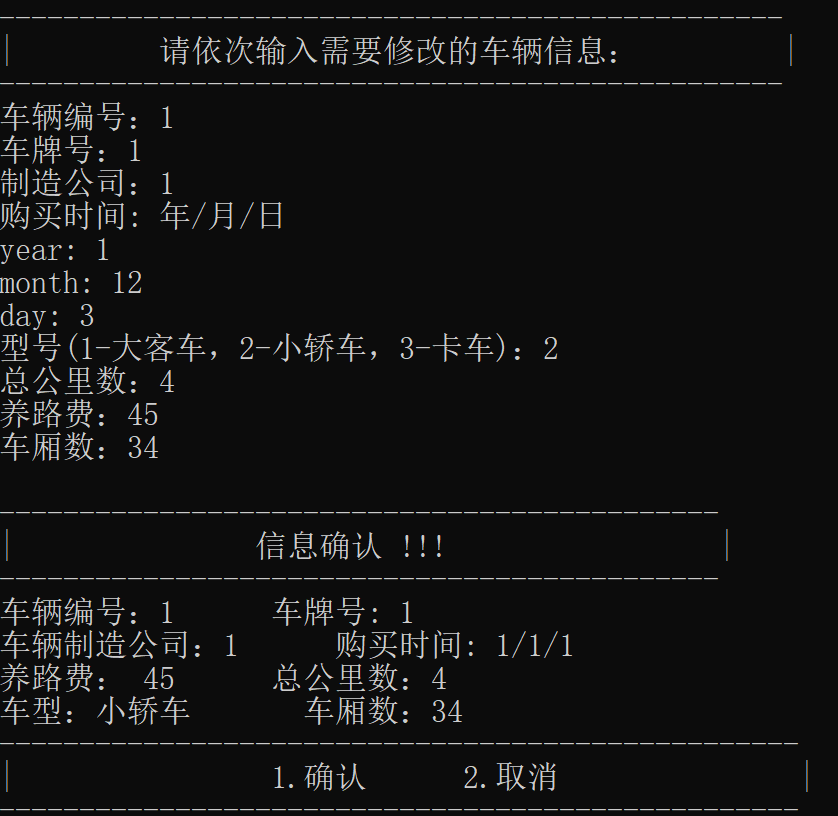 ---------------------------------------------------
|         请依次输入需要修改的车辆信息：          |
---------------------------------------------------
车辆编号：1
车牌号：1
制造公司：1
购买时间: 年/月/日
year: 1
month: 12
day: 3
型号(1-大客车，2-小轿车，3-卡车)：2
总公里数：4
养路费：45
车厢数：34
---------------------------------------------
|               信息确认 !!!                 |
---------------------------------------------
车辆编号：1      车牌号: 1
车辆制造公司：1      购买时间: 1/1/1
养路费： 45      总公里数：4
车型：小轿车       车厢数：34
--------------------------------------------------
|                1.确认      2.取消               |
--------------------------------------------------